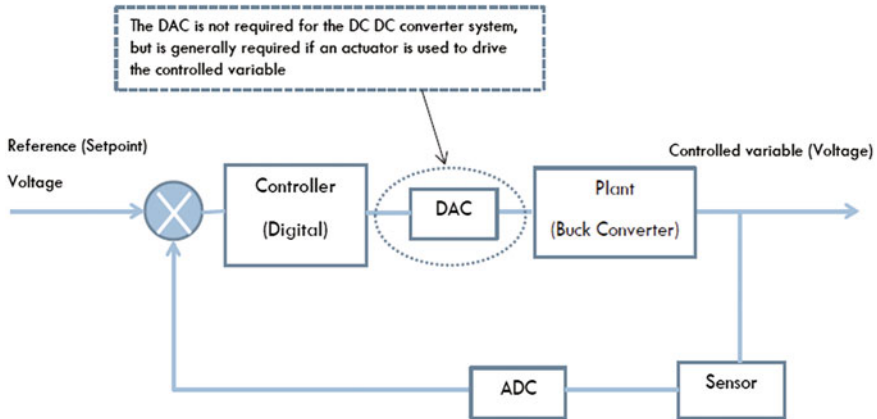 The DAC is not required for the DC DC converter system,
but is generally required if an actuator is used to drive
the controlled variable
Reference (Setpoint)
Voltage
Controller
(Digital)
DAC
Plant
(Buck Converter)
Controlled variable (Voltage)
ADC
Sensor